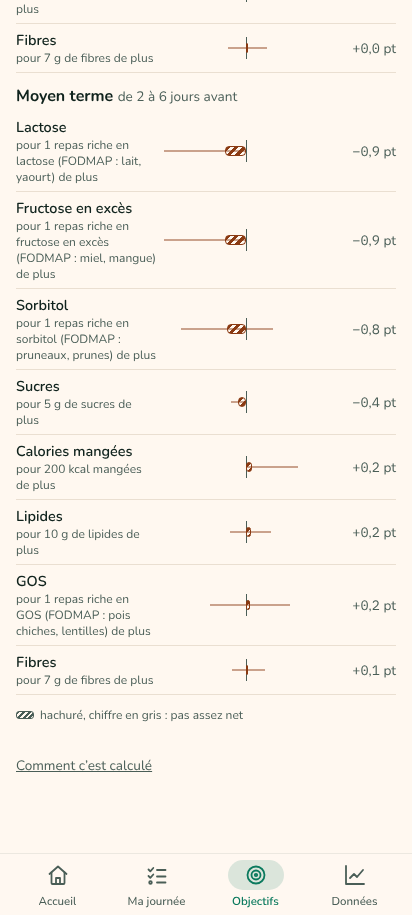 plus
Fibres
pour 7 g de fibres de plus
+0,0 pt
Moyen terme de 2 à 6 jours avant
Lactose
pour 1 repas riche en
lactose (FODMAP : lait,
yaourt) de plus
−0,9 pt
Fructose en excès
pour 1 repas riche en
fructose en excès
(FODMAP : miel, mangue)
de plus
−0,9 pt
Sorbitol
pour 1 repas riche en
sorbitol (FODMAP :
pruneaux, prunes) de plus
−0,8 pt
Sucres
pour 5 g de sucres de
plus
−0,4 pt
Calories mangées
pour 200 kcal mangées
de plus
+0,2 pt
Lipides
pour 10 g de lipides de
plus
+0,2 pt
GOS
pour 1 repas riche en
GOS (FODMAP : pois
chiches, lentilles) de plus
+0,2 pt
Fibres
pour 7 g de fibres de plus
+0,1 pt
hachuré, chiffre en gris : pas assez net
Comment c’est calculé
Accueil
Ma journée
Objectifs
Données